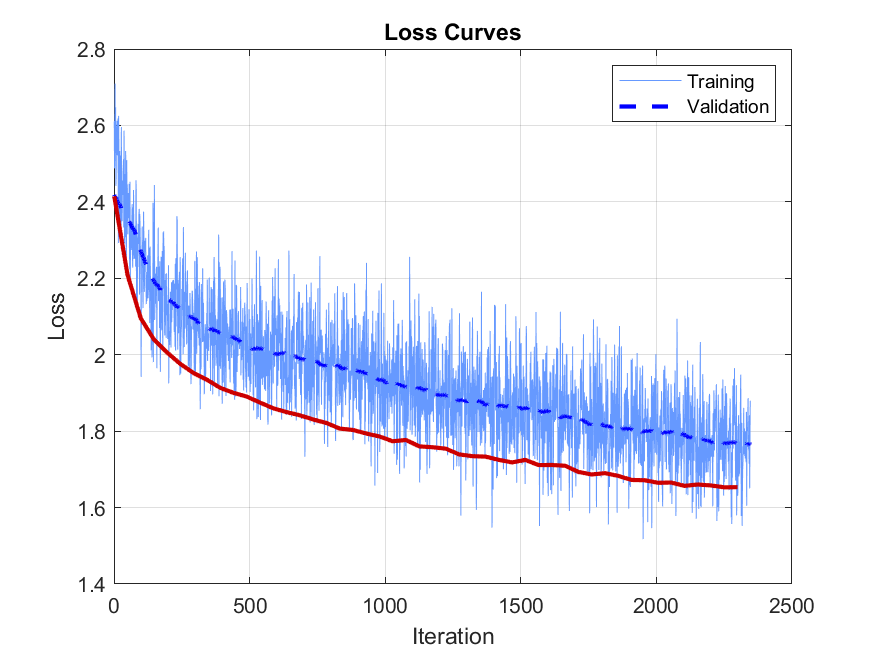 Loss Curves
2.8
2.6
2.4
2.2
2
1.8
1.6
1.4
Loss
Training
Validation
0
500
1000
1500
2000
2500
Iteration